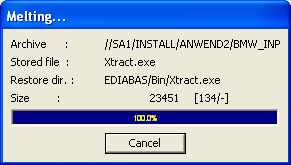 Melting...
Archive : //SA1/INSTALL/ANWEND2/BMW_INP
Stored file : Xtract.exe
Restore dir. : EDIABAS/Bin/Xtract.exe
Size : 23451 [134/-]
100.0%
Cancel